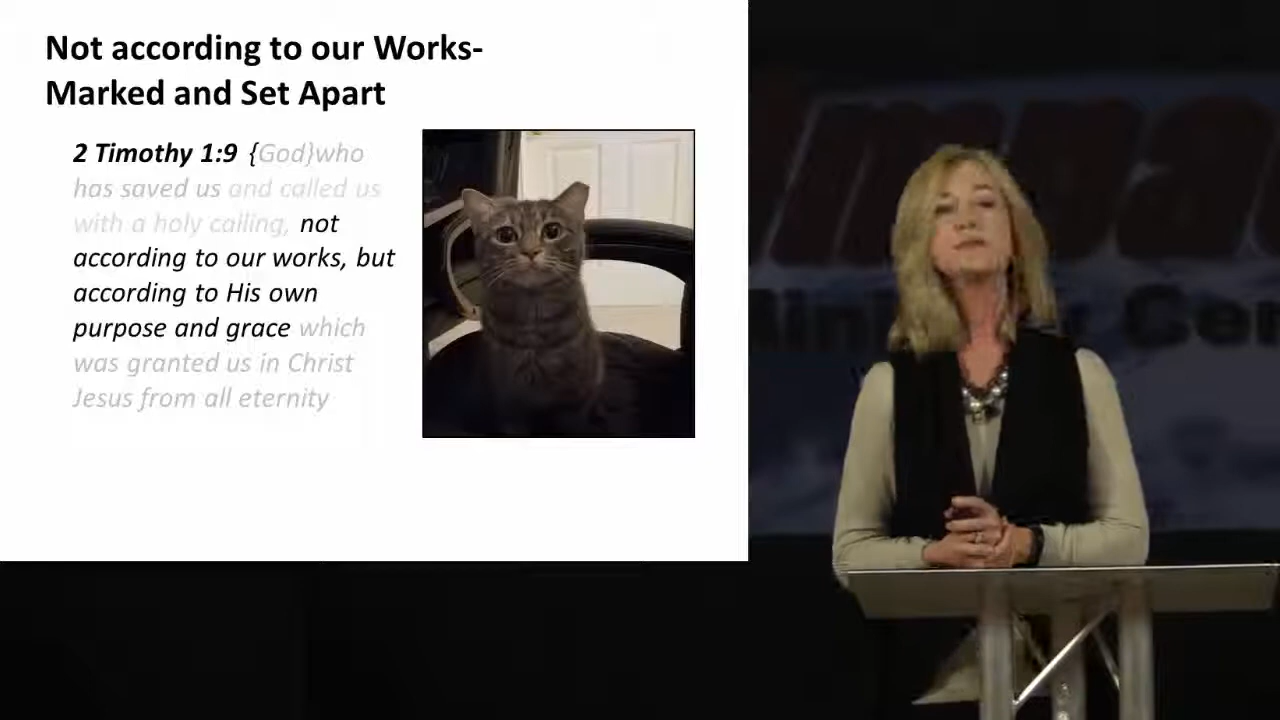 Not according to our Works-
Marked and Set Apart
2 Timothy 1:9 {God}who
has saved us and called us
with a holy calling, not
according to our works, but
according to His own
purpose and grace which
was granted us in Christ
Jesus from all eternity